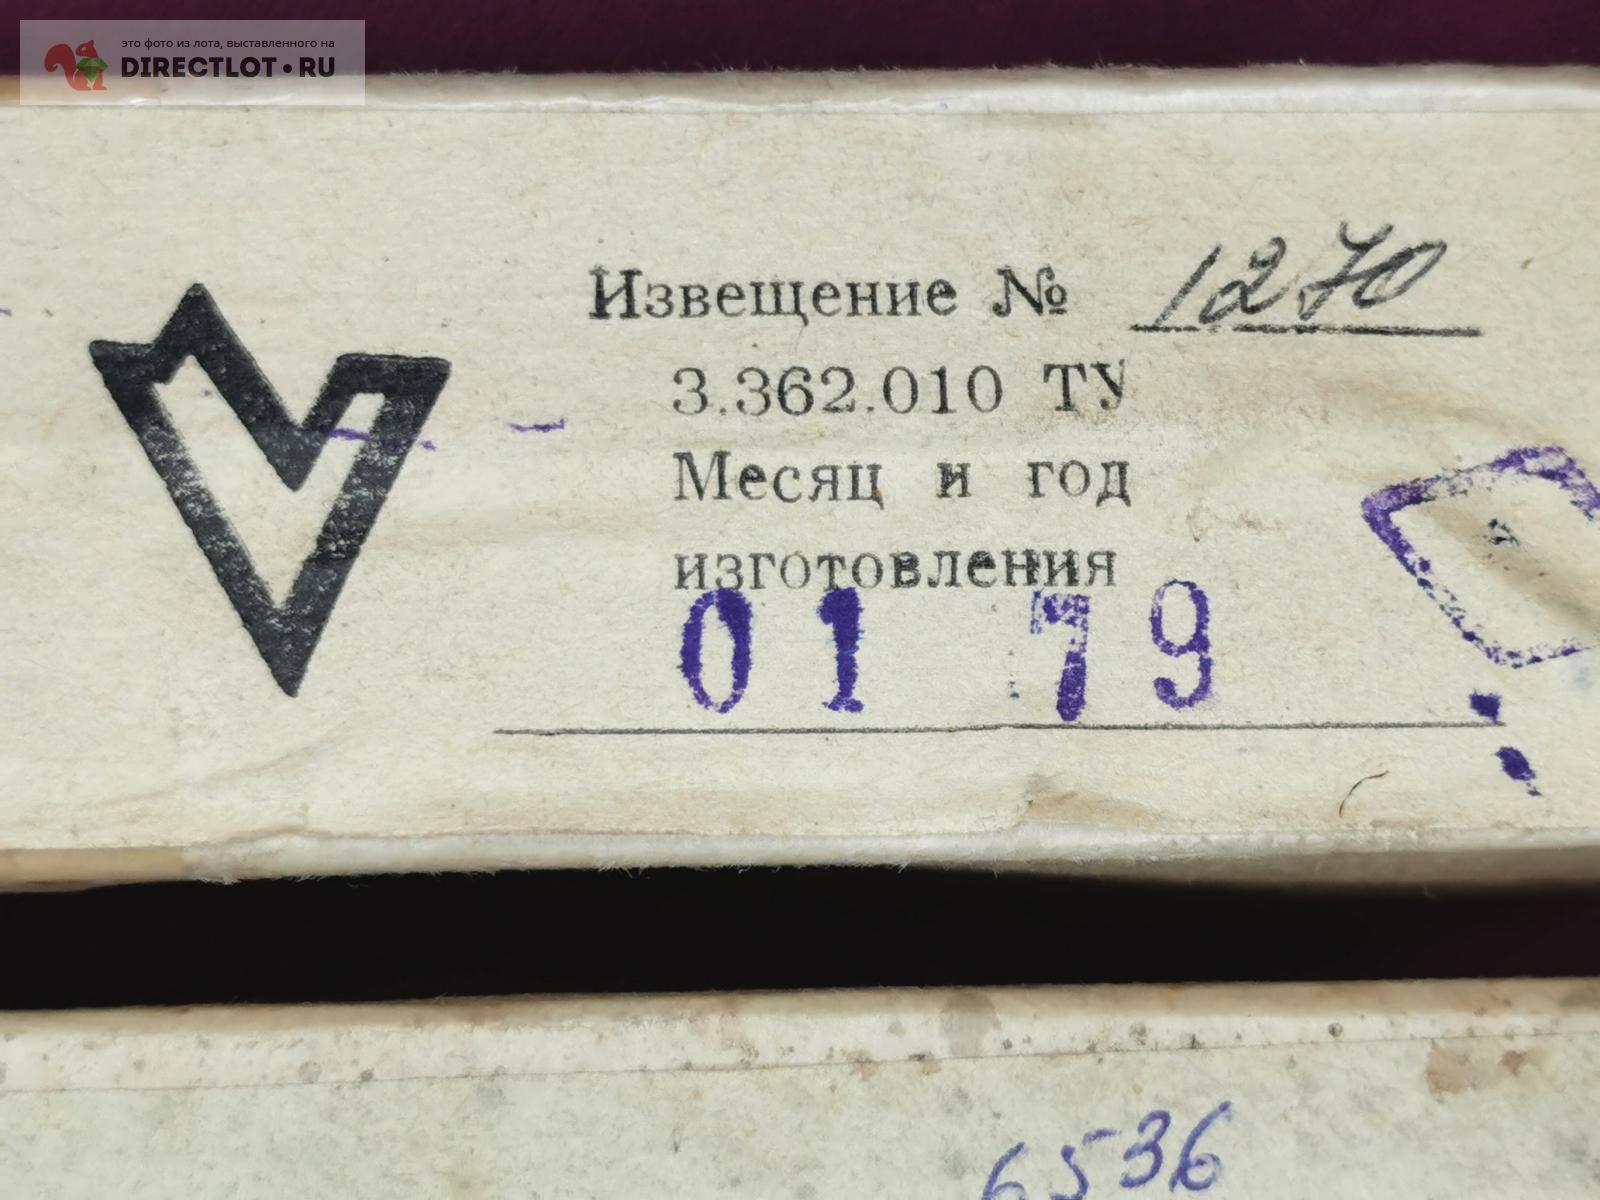 это фото из лота, выставленного на
DIRECTLOT.RU
Извещение № 1270
3.362.010 ТУ
Месяц и год
изготовления
01 79
6536